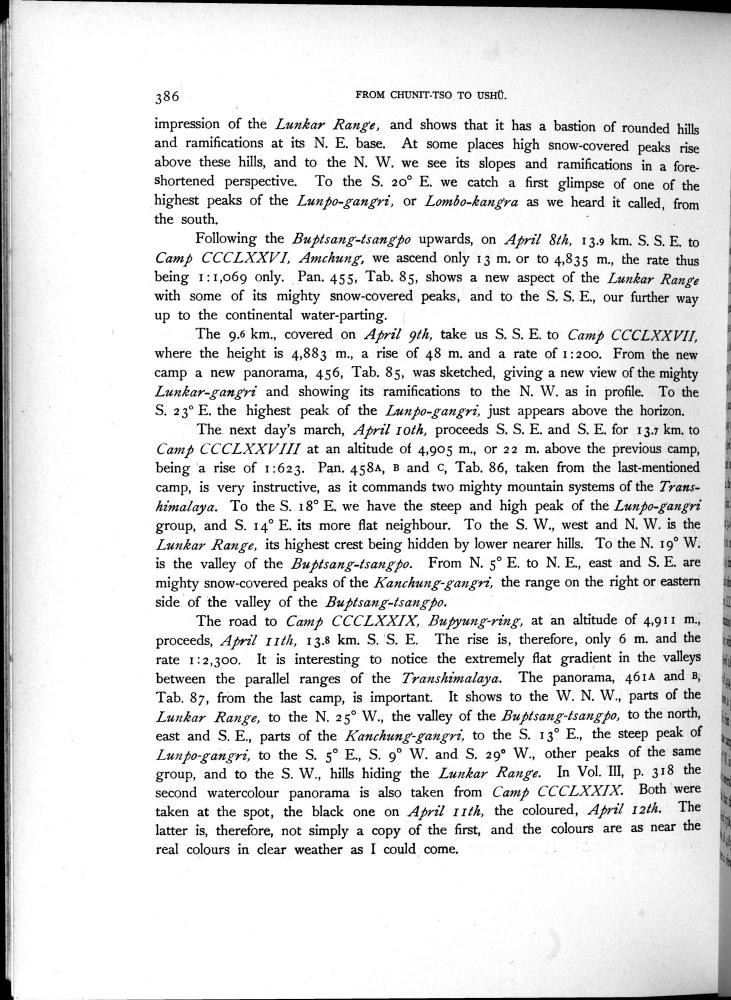 386 FROM CHUNIT-TSO TO USHÛ.
impression of the Lunkar Range, and shows that it has a bastion of rounded hills
and ramifications at its N. E. base. At some places high snow-covered peaks rise
above these hills, and to the N. W. we see its slopes and ramifications in a fore-
shortened perspective. To the S. 20° E. we catch a first glimpse of one of the
highest peaks of the Lunpo-gangri, or Lombo-kangra as we heard it called, from
the south.
Following the Buptsang-tsangpo upwards, on April 8th, 13.9 km. S. S. E. to
Camp CCCLXXVI, Amchung, we ascend only 13 m. or to 4,835 m., the rate thus
being 1:1,069 only. Pan. 455, Tab. 85, shows a new aspect of the Lunkar Range
with some of its mighty snow-covered peaks, and to the S. S. E., our further way
up to the continental water-parting.
The 9.6 km., covered on April 9th, take us S. S. E. to Camp CCCLXXVII,
where the height is 4,883 m., a rise of 48 m. and a rate of 1:200. From the new
camp a new panorama, 456, Tab. 85, was sketched, giving a new view of the mighty
Lunkar-gangri and showing its ramifications to the N. W. as in profile. To the
S. 23° E. the highest peak of the Lunpo-gangri, just appears above the horizon.
The next day's march, April 10th, proceeds S. S. E. and S. E. for 13.7 km. to
Camp CCCLXXVIII at an altitude of 4,905 m., or 22 m. above the previous camp,
being a rise of 1:623. Pan. 458A, B and C, Tab. 86, taken from the last-mentioned
camp, is very instructive, as it commands two mighty mountain systems of the Trans-
himalaya. To the S. 18° E. we have the steep and high peak of the Lunpo-gangri
group, and S. 14° E. its more flat neighbour. To the S. W., west and N. W. is the
Lunkar Range, its highest crest being hidden by lower nearer hills. To the N. 19° W.
is the valley of the Buptsang-tsangpo. From N. 5° E. to N. E., east and S. E. are
mighty snow-covered peaks of the Kanchung-gangri, the range on the right or eastern
side of the valley of the Buptsang-tsangpo.
The road to Camp CCCLXXIX, Bupyung-ring, at an altitude of 4,911 m.,
proceeds, April 11th, 13.8 km. S. S. E. The rise is, therefore, only 6 m. and the
rate 1:2,300. It is interesting to notice the extremely flat gradient in the valleys
between the parallel ranges of the Transhimalaya. The panorama, 461A and B,
Tab. 87, from the last camp, is important. It shows to the W. N. W., parts of the
Lunkar Range, to the N. 25° W., the valley of the Buptsang-tsangpo, to the north,
east and S. E., parts of the Kanchung-gangri, to the S. 13° E., the steep peak of
Lunpo-gangri, to the S. 5° E., S. 9° W. and S. 29° W., other peaks of the same
group, and to the S. W., hills hiding the Lunkar Range. In Vol. III, p. 318 the
second watercolour panorama is also taken from Camp CCCLXXIX. Both were
taken at the spot, the black one on April 11th, the coloured, April 12th. The
latter is, therefore, not simply a copy of the first, and the colours are as near the
real colours in clear weather as I could come.